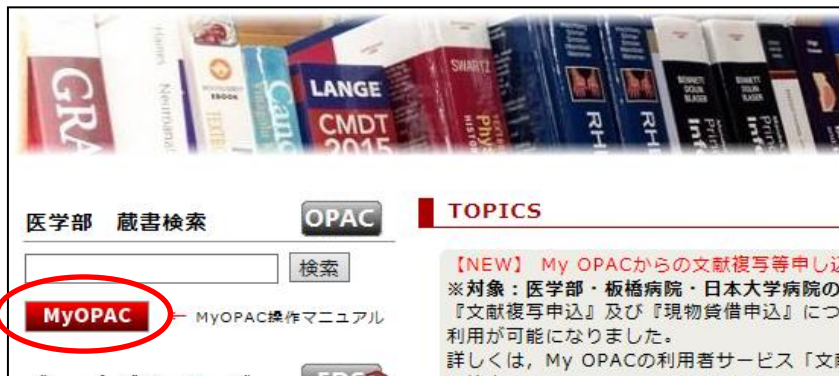 GRA
LANGE
CMDT
2015
SWARTZ
RH
RH
医学部 蔵書検索
OPAC
検索
MyOPAC
← MyOPAC操作マニュアル
TOPICS
【NEW】 My OPACからの文献複写等申し込
※対象：医学部・板橋病院・日本大学病院の
『文献複写申込』及び『現物貸借申込』につ
利用が可能になりました。
詳しくは，My OPACの利用者サービス「文献